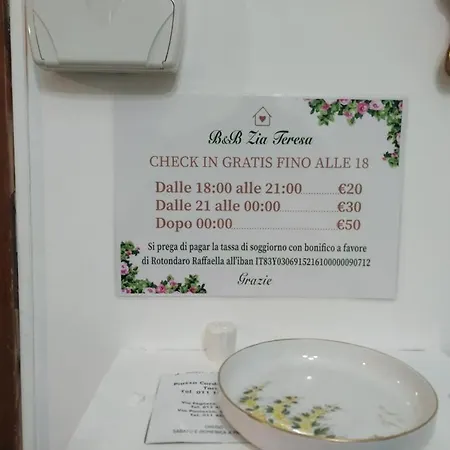 B&B Zia Teresa
CHECK IN GRATIS FINO ALLE 18
Dalle 18:00 alle 21:00............€20
Dalle 21 alle 00:00...............€30
Dopo 00:00..........................€50
Si prega di pagar la tassa di soggiorno con bonifico a favore
di Rotondaro Raffaella all'iban IT83Y0306915216100000090712
Grazie
Tel. 011